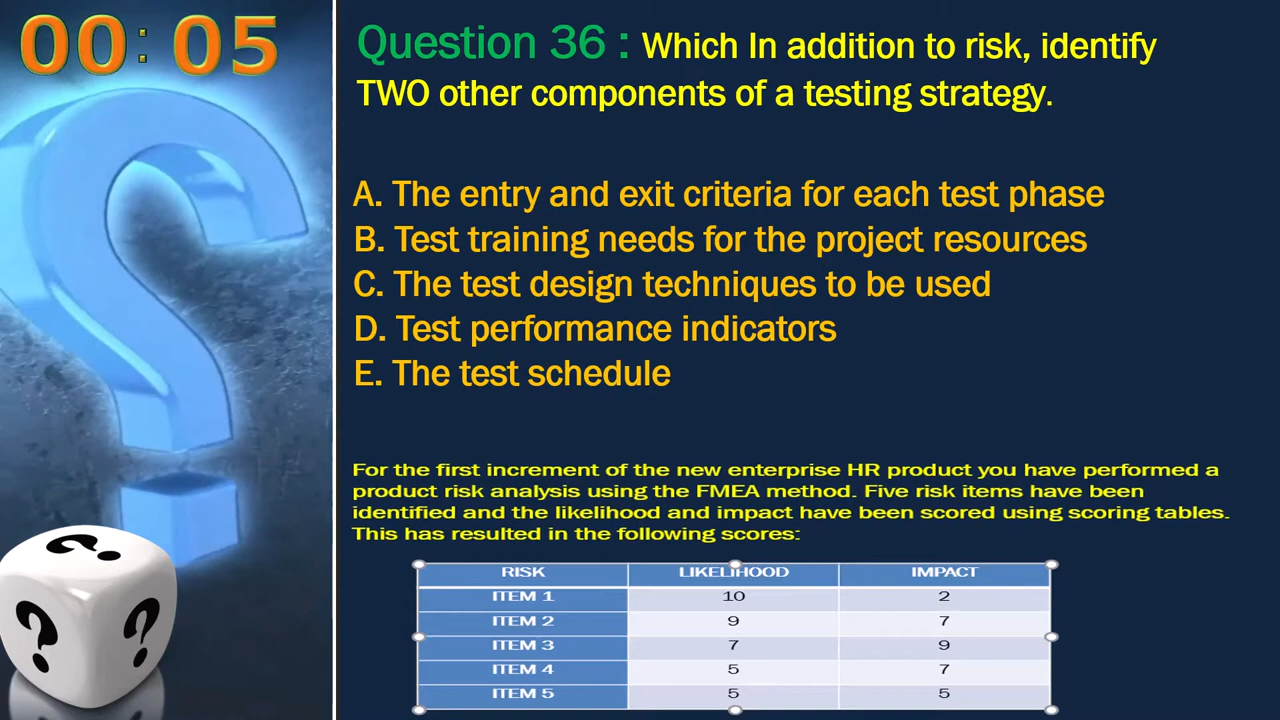 00:05
Question 36 : Which In addition to risk, identify
TWO other components of a testing strategy.
A. The entry and exit criteria for each test phase
B. Test training needs for the project resources
C. The test design techniques to be used
D. Test performance indicators
E. The test schedule
For the first increment of the new enterprise HR product you have performed a
product risk analysis using the FMEA method. Five risk items have been
identified and the likelihood and impact have been scored using scoring tables.
This has resulted in the following scores:
RISK LIKELIHOOD IMPACT
ITEM 1 10 2
ITEM 2 9 7
ITEM 3 7 9
ITEM 4 5 7
ITEM 5 5 5
? ? ?